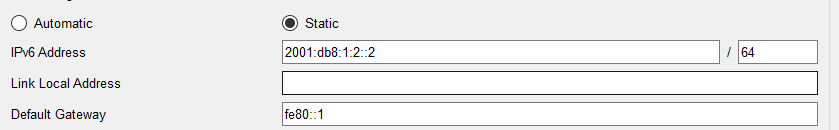 Automatic Static
IPv6 Address 2001:db8:1:2::2 / 64
Link Local Address
Default Gateway fe80::1